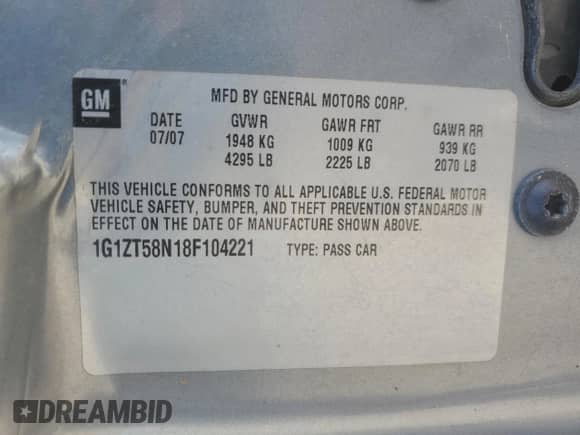 GM
MFD BY GENERAL MOTORS CORP.
DATE GVWR GAWR FRT GAWR RR
07/07 1948 KG 1009 KG 939 KG
4295 LB 2225 LB 2070 LB
THIS VEHICLE CONFORMS TO ALL APPLICABLE U.S. FEDERAL MOTOR
VEHICLE SAFETY, BUMPER, AND THEFT PREVENTION STANDARDS IN
EFFECT ON THE DATE OF MANUFACTURE SHOWN ABOVE.
1G1ZT58N18F104221 TYPE: PASS CAR
DREAMBID